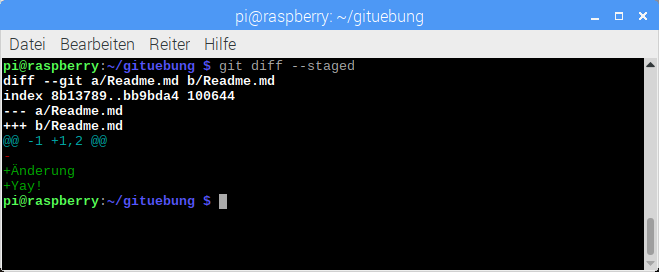 pi@raspberry: ~/gituebung
Datei Bearbeiten Reiter Hilfe
pi@raspberry:~/gituebung $ git diff --staged
diff --git a/Readme.md b/Readme.md
index 8b13789..bb9bda4 100644
--- a/Readme.md
+++ b/Readme.md
@@ -1 +1,2 @@
-
+Änderung
+Yay!
pi@raspberry:~/gituebung $